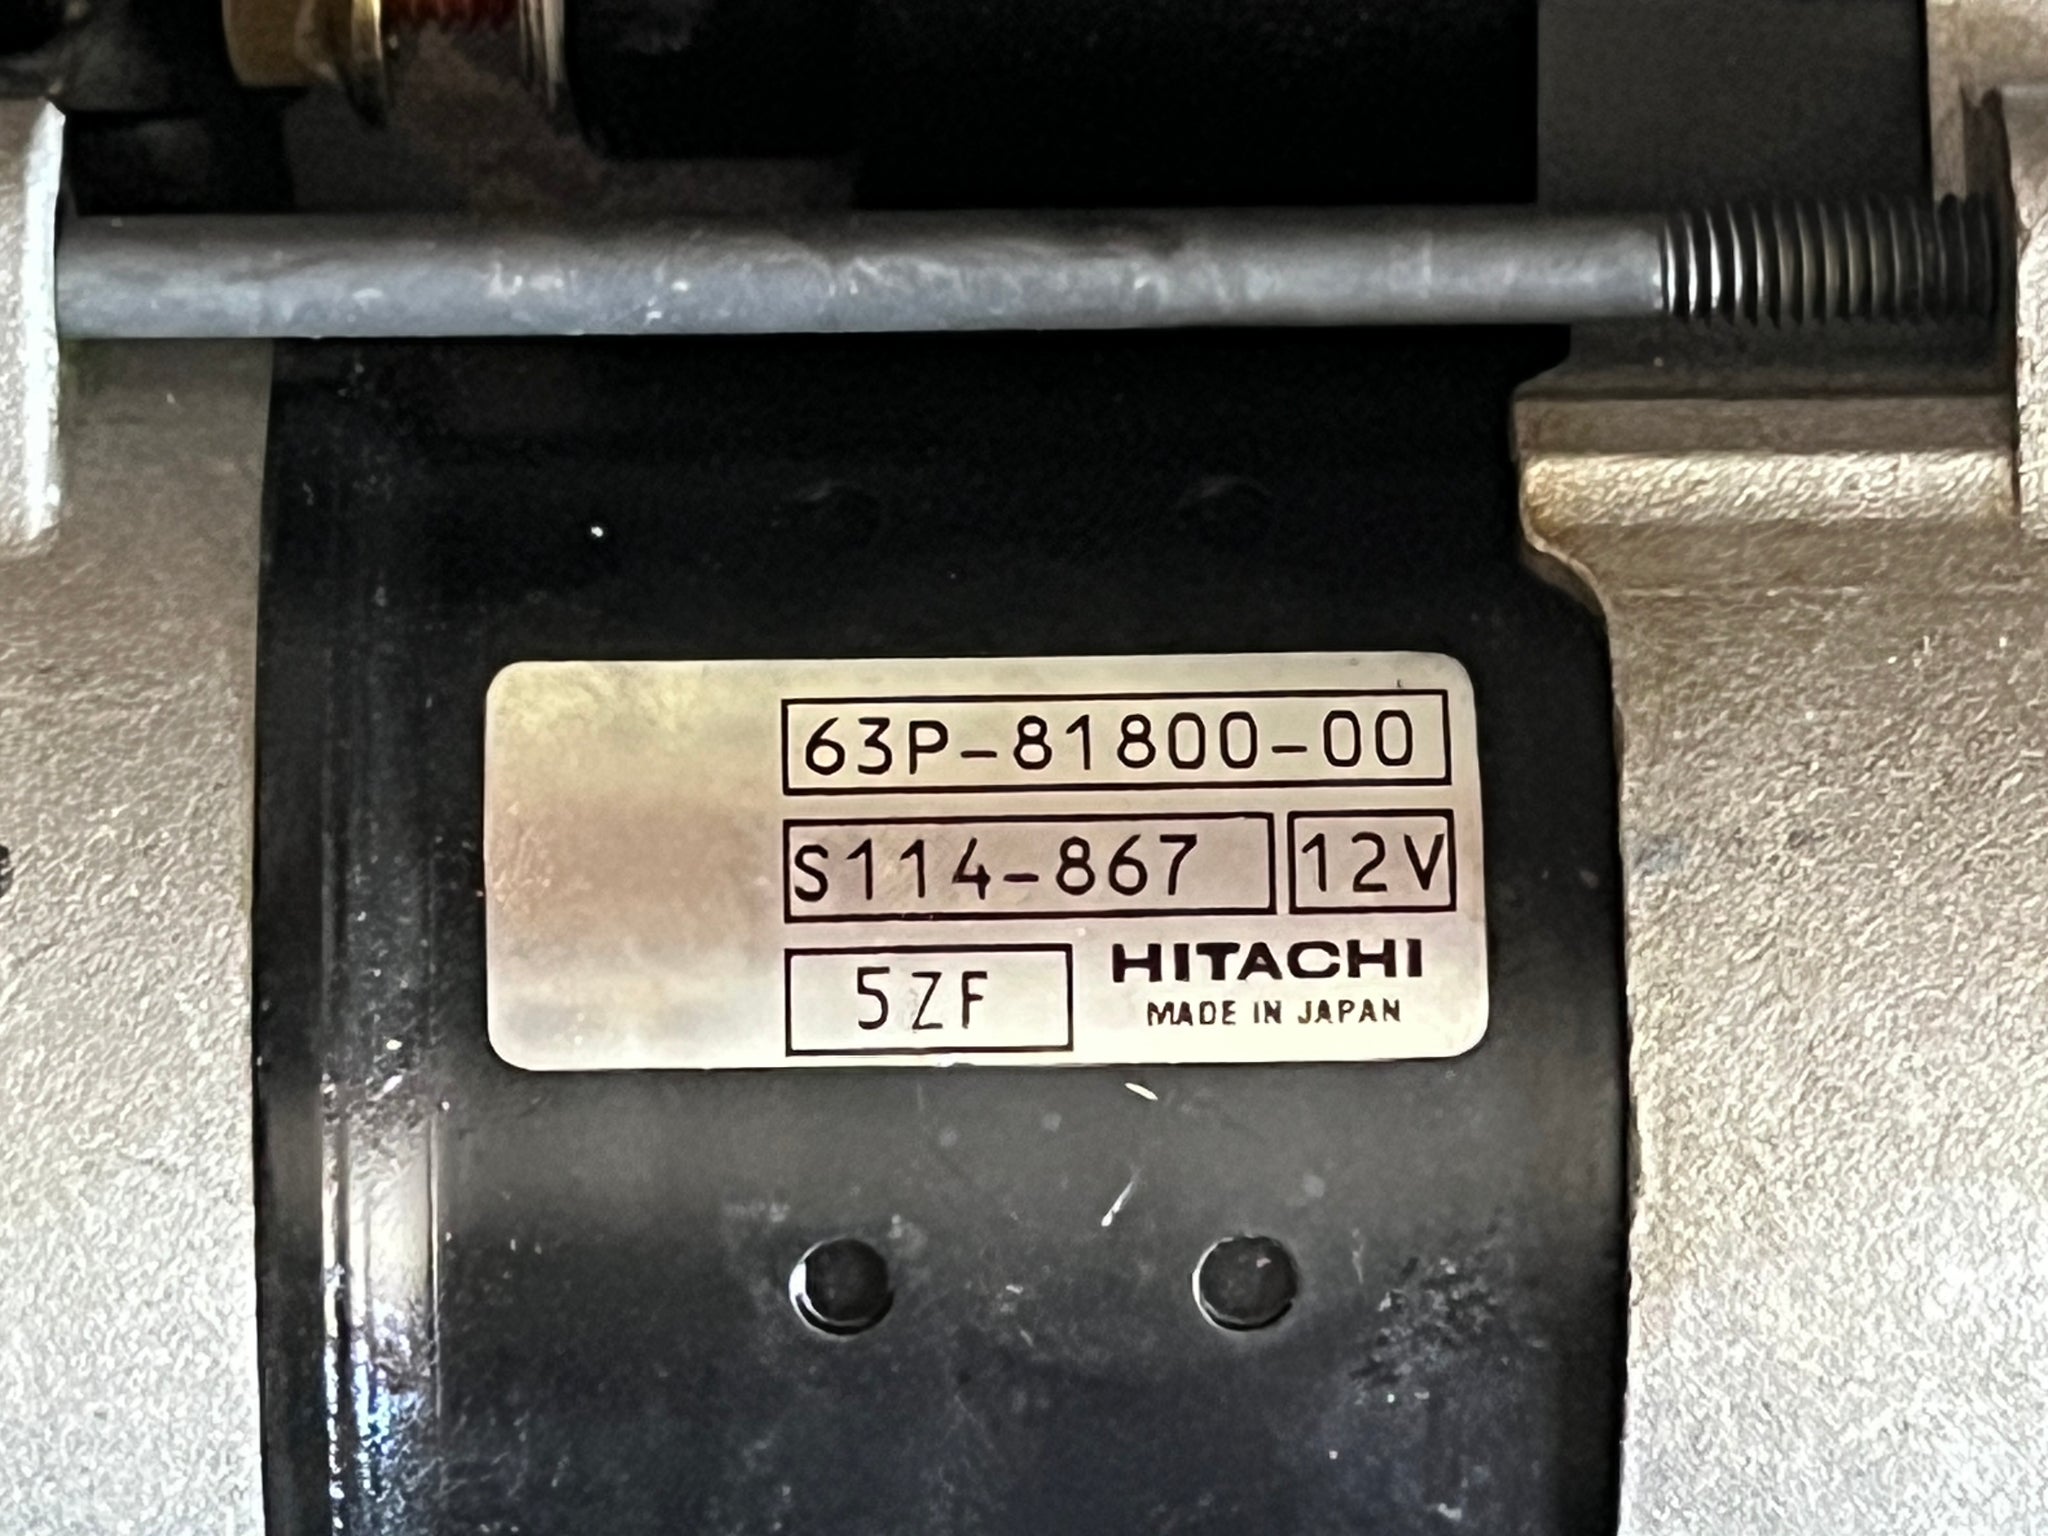 63P-81800-00
S114-867 12V
5ZF HITACHI
MADE IN JAPAN